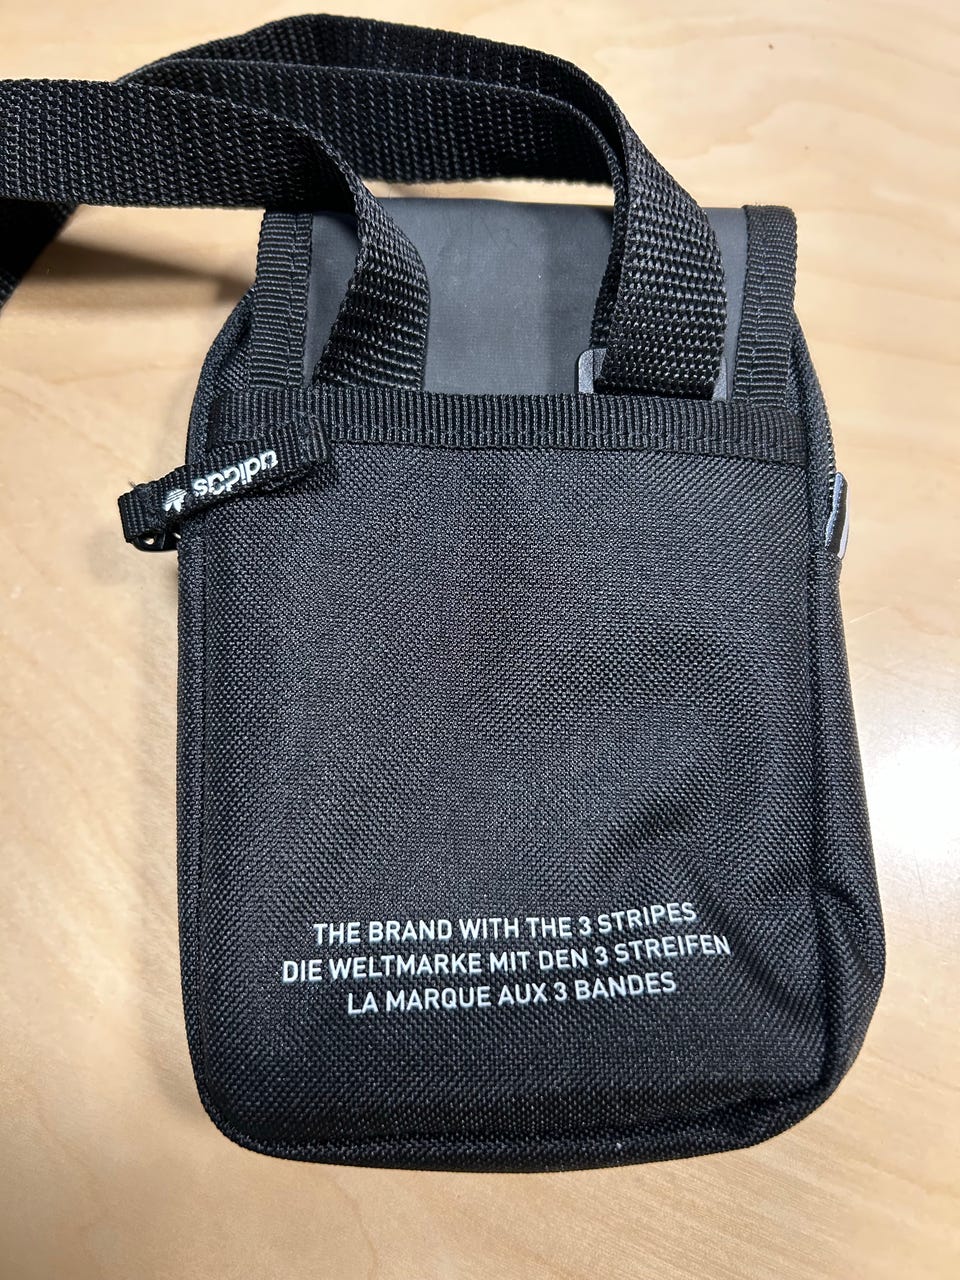 adidas
THE BRAND WITH THE 3 STRIPES
DIE WELTMARKE MIT DEN 3 STREIFEN
LA MARQUE AUX 3 BANDES